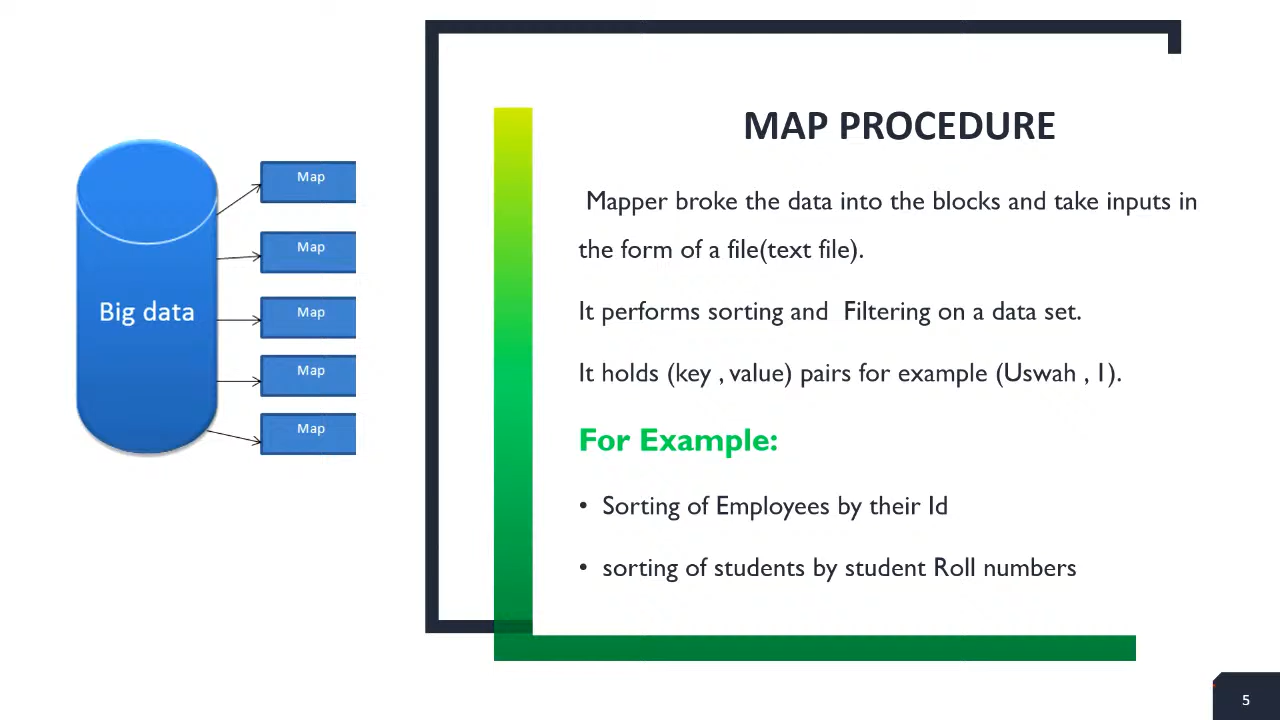 MAP PROCEDURE
Mapper broke the data into the blocks and take inputs in
the form of a file(text file).
It performs sorting and Filtering on a data set.
It holds (key , value) pairs for example (Uswah , 1).
For Example:
• Sorting of Employees by their Id
• sorting of students by student Roll numbers
Big data
Map
Map
Map
Map
Map
5